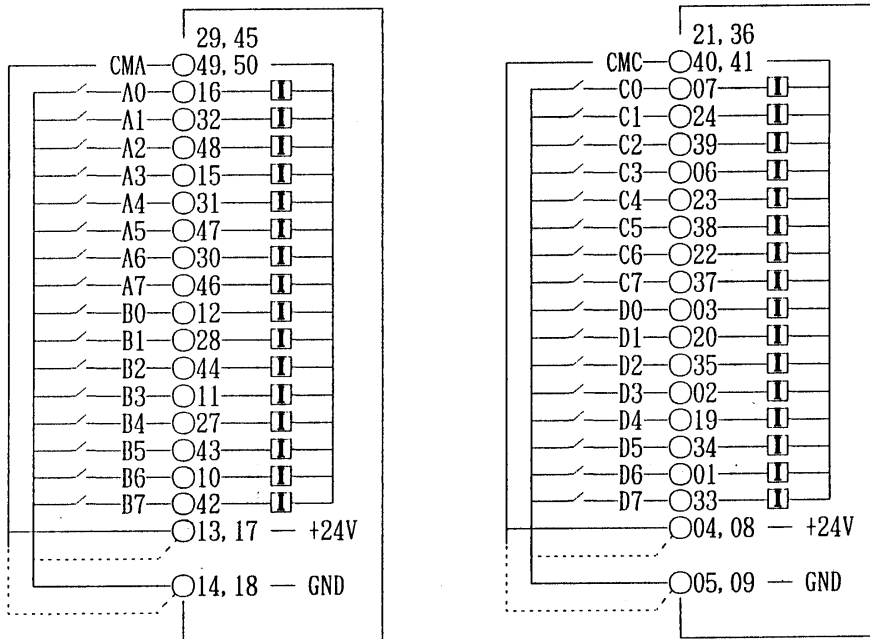 29, 45
CMA 49, 50
A0 16
A1 32
A2 48
A3 15
A4 31
A5 47
A6 30
A7 46
B0 12
B1 28
B2 44
B3 11
B4 27
B5 43
B6 10
B7 42
13, 17 — +24V
14, 18 — GND
21, 36
CMC 40, 41
C0 07
C1 24
C2 39
C3 06
C4 23
C5 38
C6 22
C7 37
D0 03
D1 20
D2 35
D3 02
D4 19
D5 34
D6 01
D7 33
04, 08 — +24V
05, 09 — GND